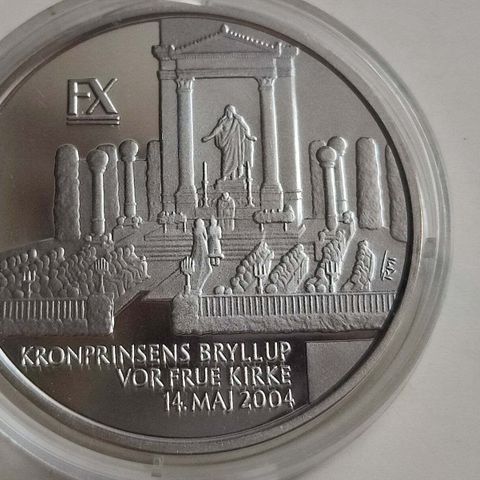 FX
KRONPRINSENS BRYLLUP
VOR FRUE KIRKE
14. MAJ 2004